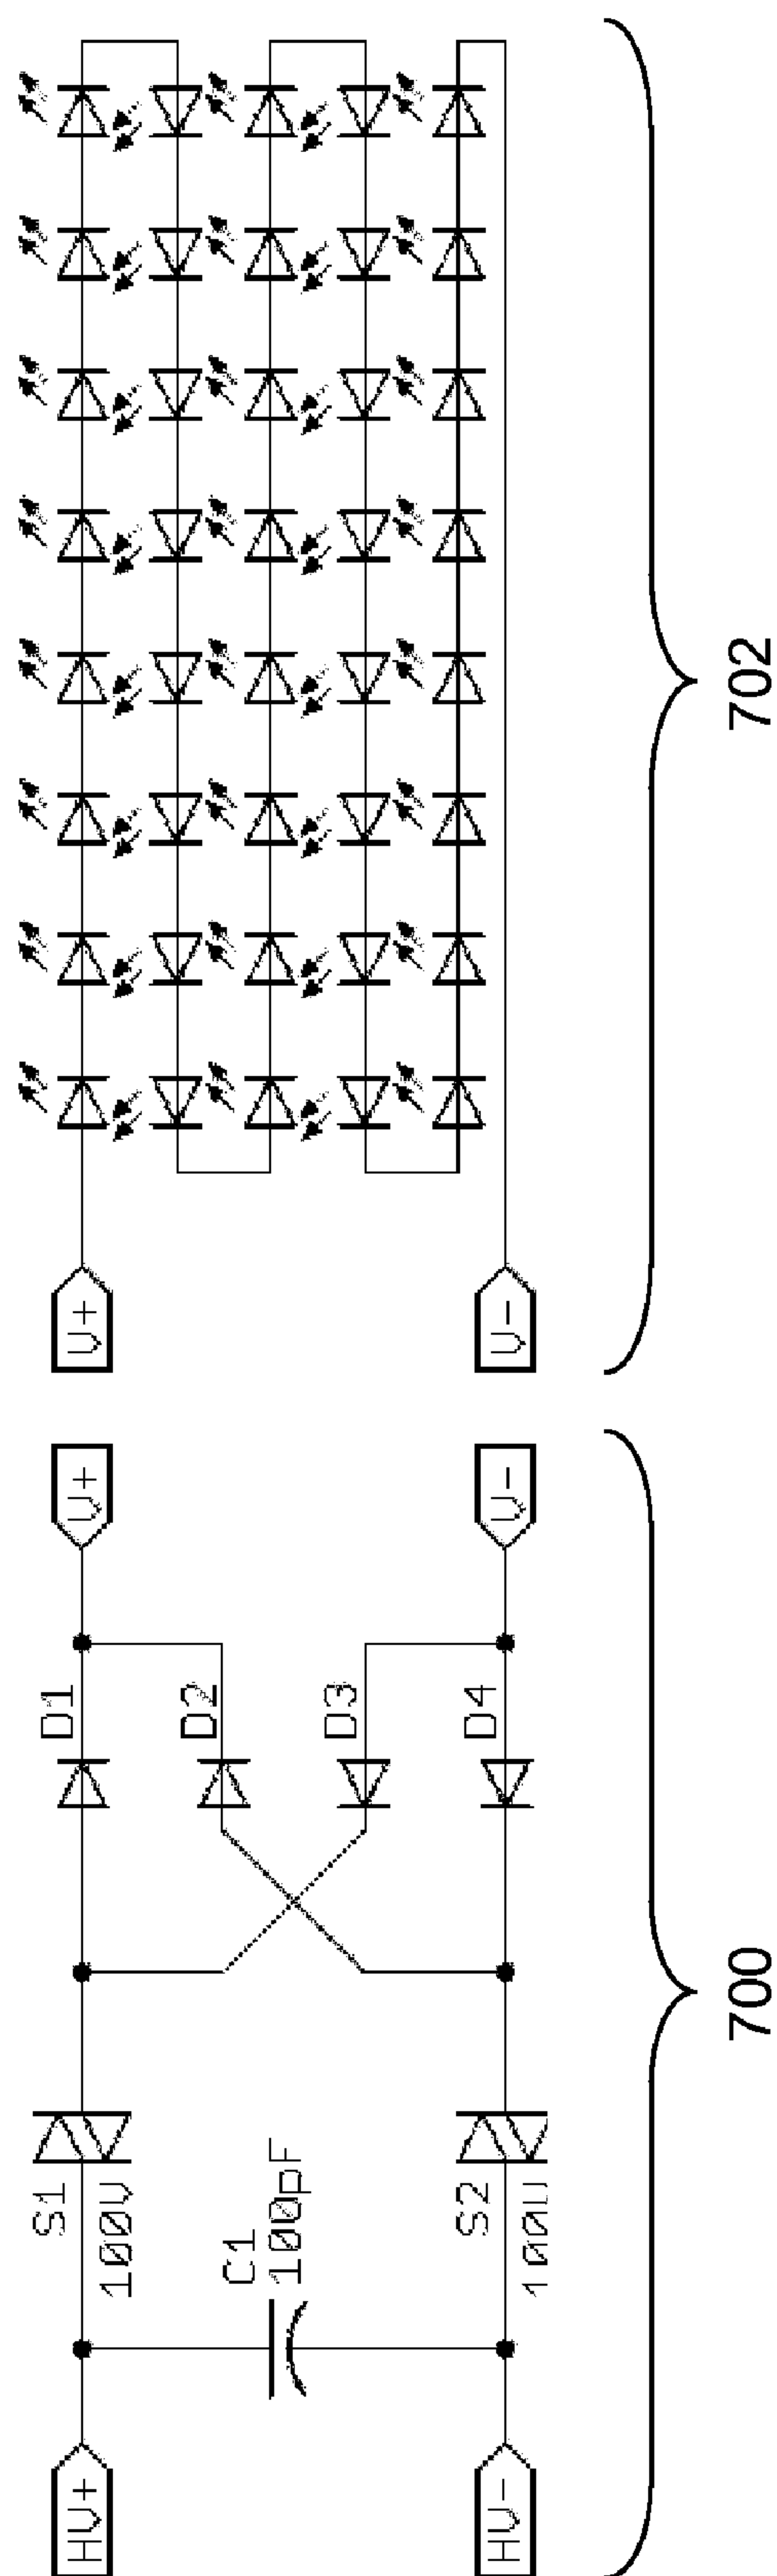 HV+
HV-
S1
100V
C1
100pF
S2
100V
D1
D2
D3
D4
V+
V-
V+
V-
700
702